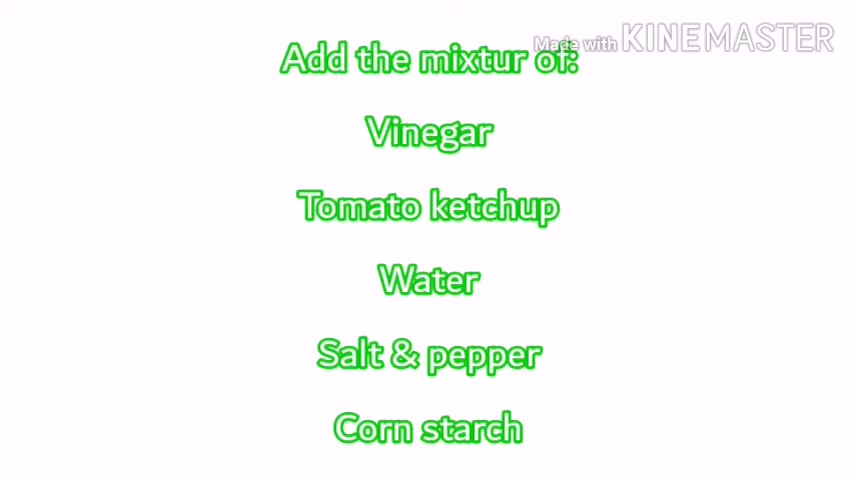 Made with KINEMASTER
Add the mixtur of:
Vinegar
Tomato ketchup
Water
Salt & pepper
Corn starch